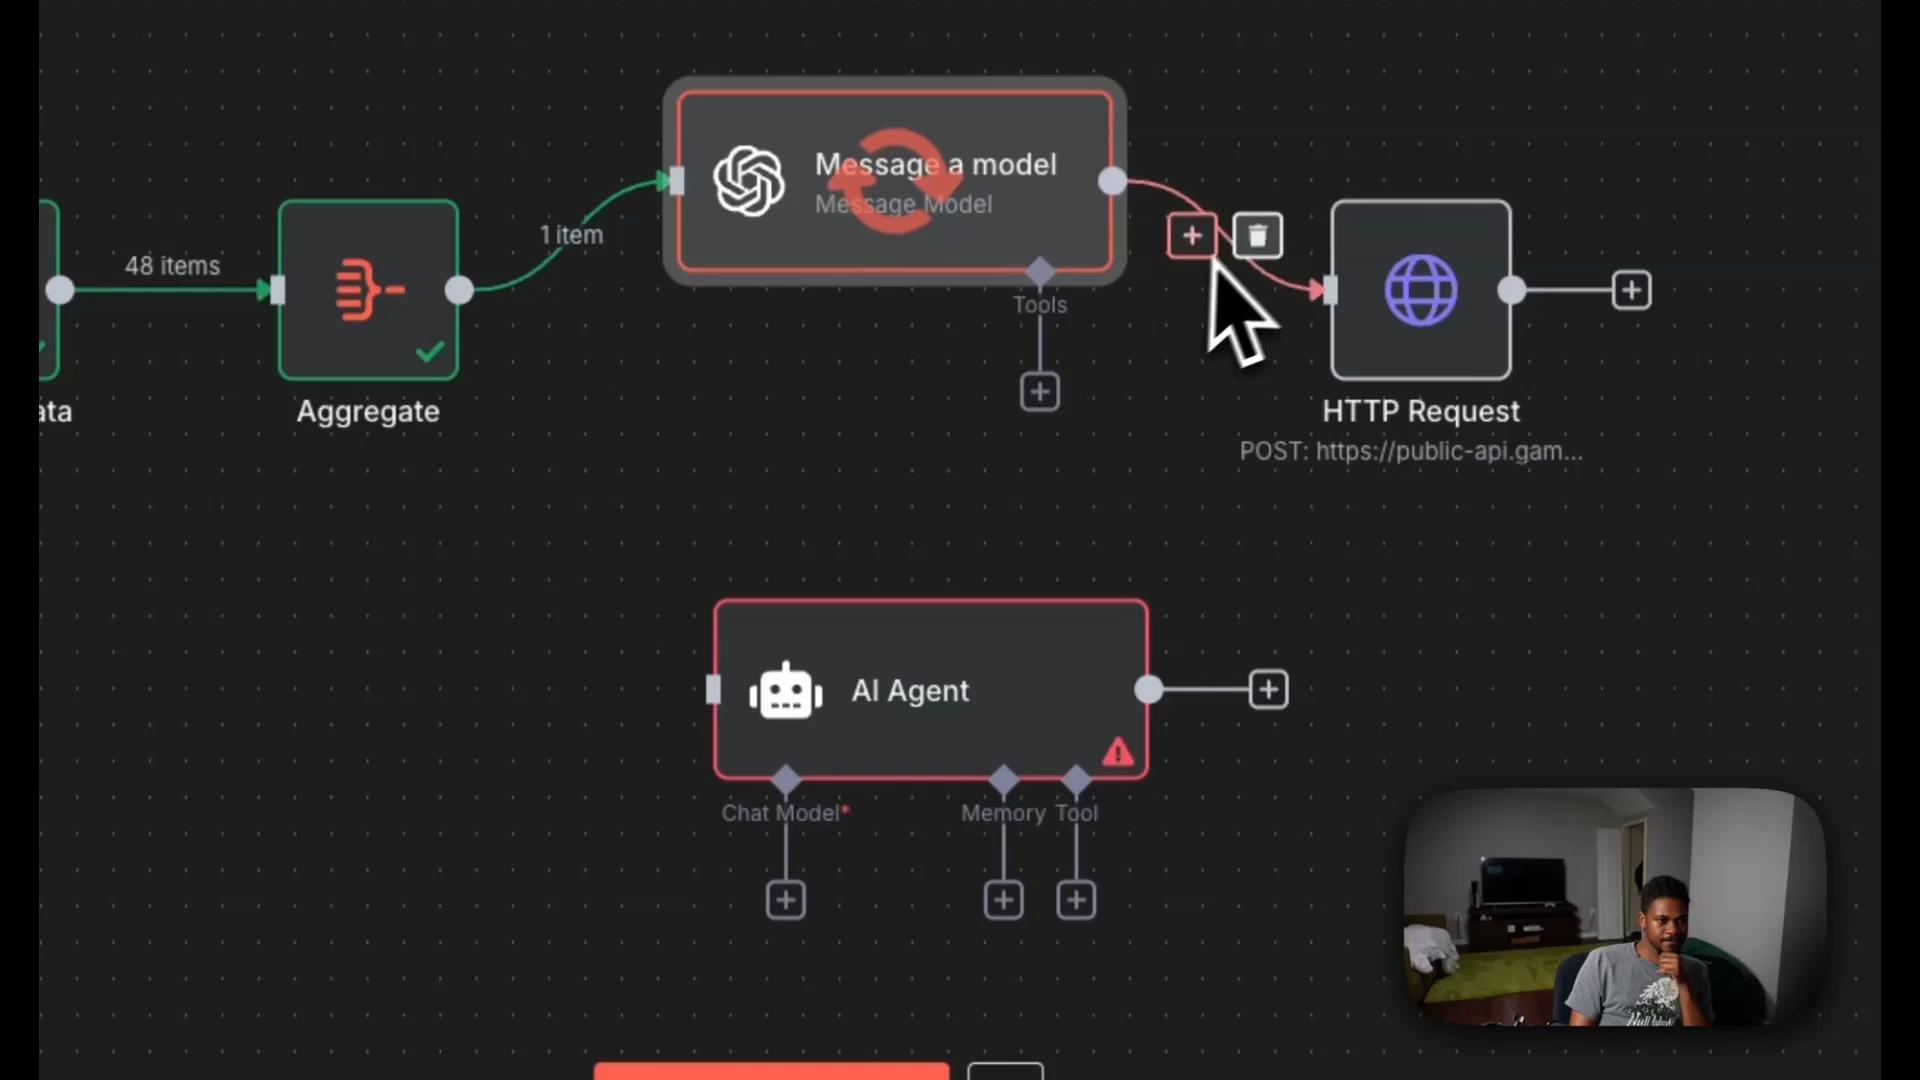 Message a model
Message Model
1 item
48 items
Tools
ata
Aggregate
HTTP Request
POST: https://public-api.gam...
AI Agent
Chat Model*
Memory
Tool